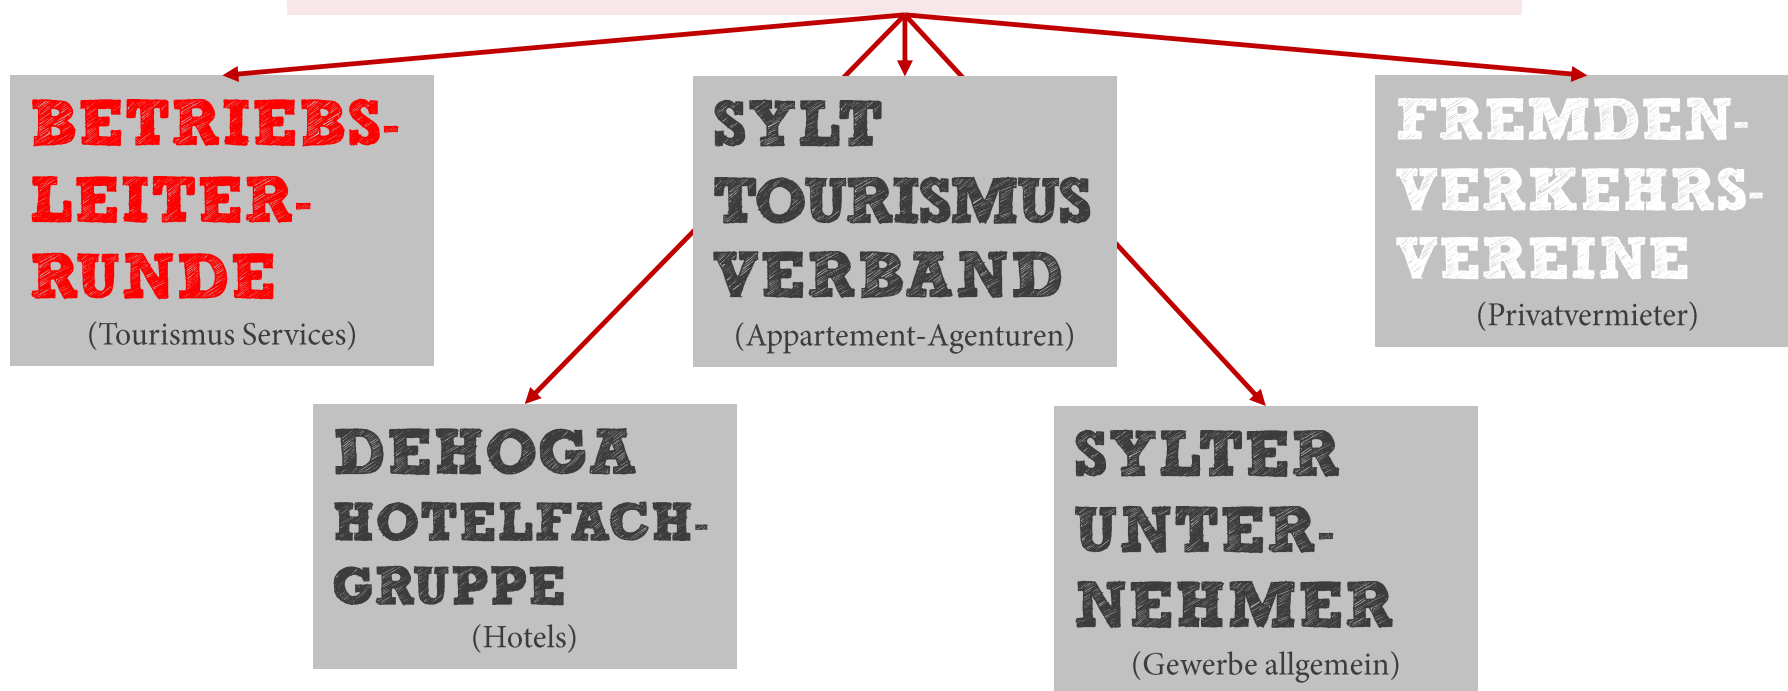 BETRIEBS-
LEITER-
RUNDE
(Tourismus Services)
SYLT
TOURISMUS
VERBAND
(Appartement-Agenturen)
FREMDEN-
VERKEHRS-
VEREINE
(Privatvermieter)
DEHOGA
HOTELFACH-
GRUPPE
(Hotels)
SYLTER
UNTER-
NEHMER
(Gewerbe allgemein)